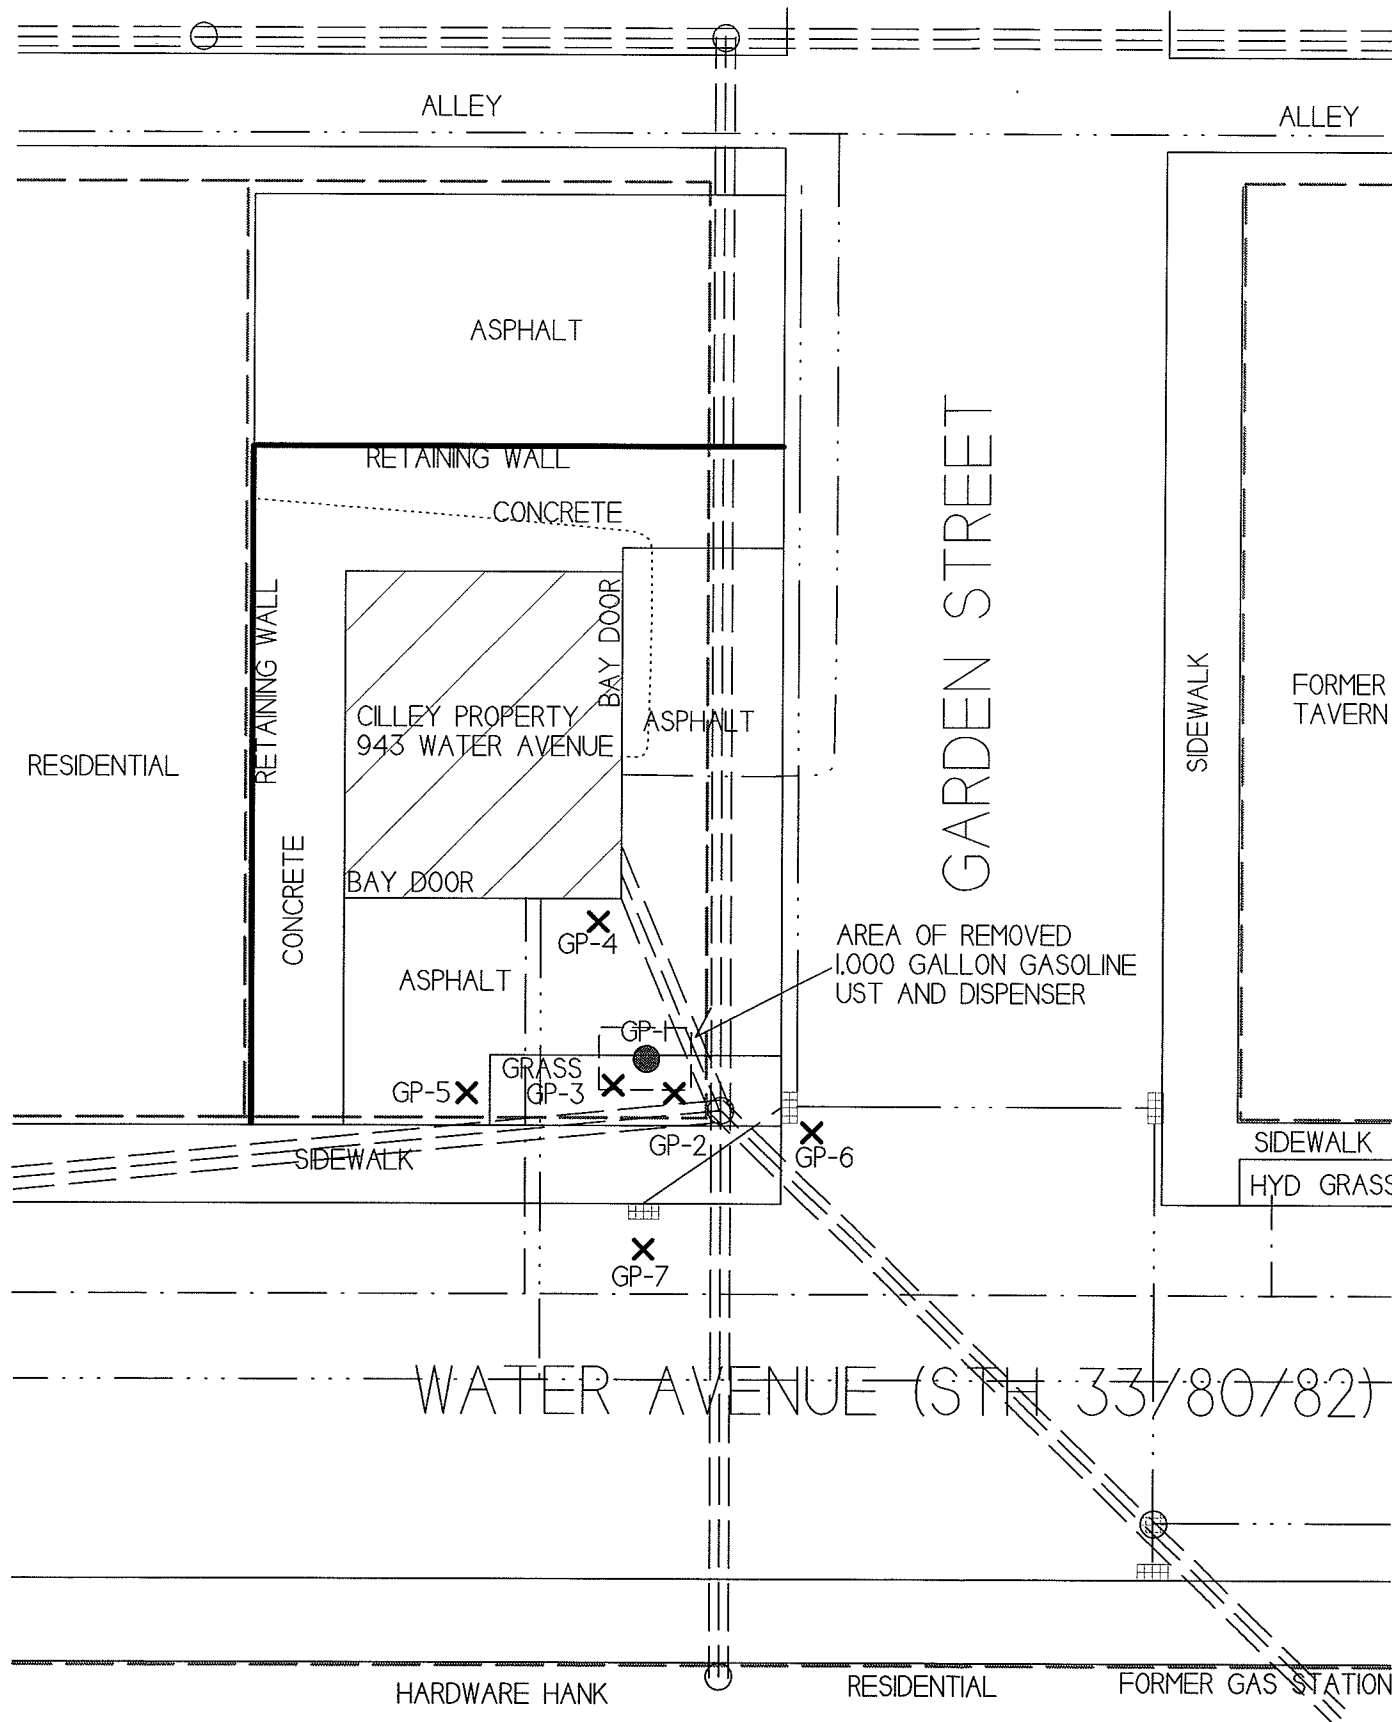 ALLEY
ALLEY
ASPHALT
RETAINING WALL
CONCRETE
GARDEN STREET
BAY DOOR
RETAINING WALL
CILLEY PROPERTY
943 WATER AVENUE
ASPHALT
SIDEWALK
FORMER
TAVERN
RESIDENTIAL
CONCRETE
BAY DOOR
GP-4
AREA OF REMOVED
1,000 GALLON GASOLINE
UST AND DISPENSER
ASPHALT
GP-1
GRASS
GP-5
GP-3
GP-2
GP-6
SIDEWALK
SIDEWALK
HYD GRASS
GP-7
WATER AVENUE (STH 33/80/82)
HARDWARE HANK
RESIDENTIAL
FORMER GAS STATION